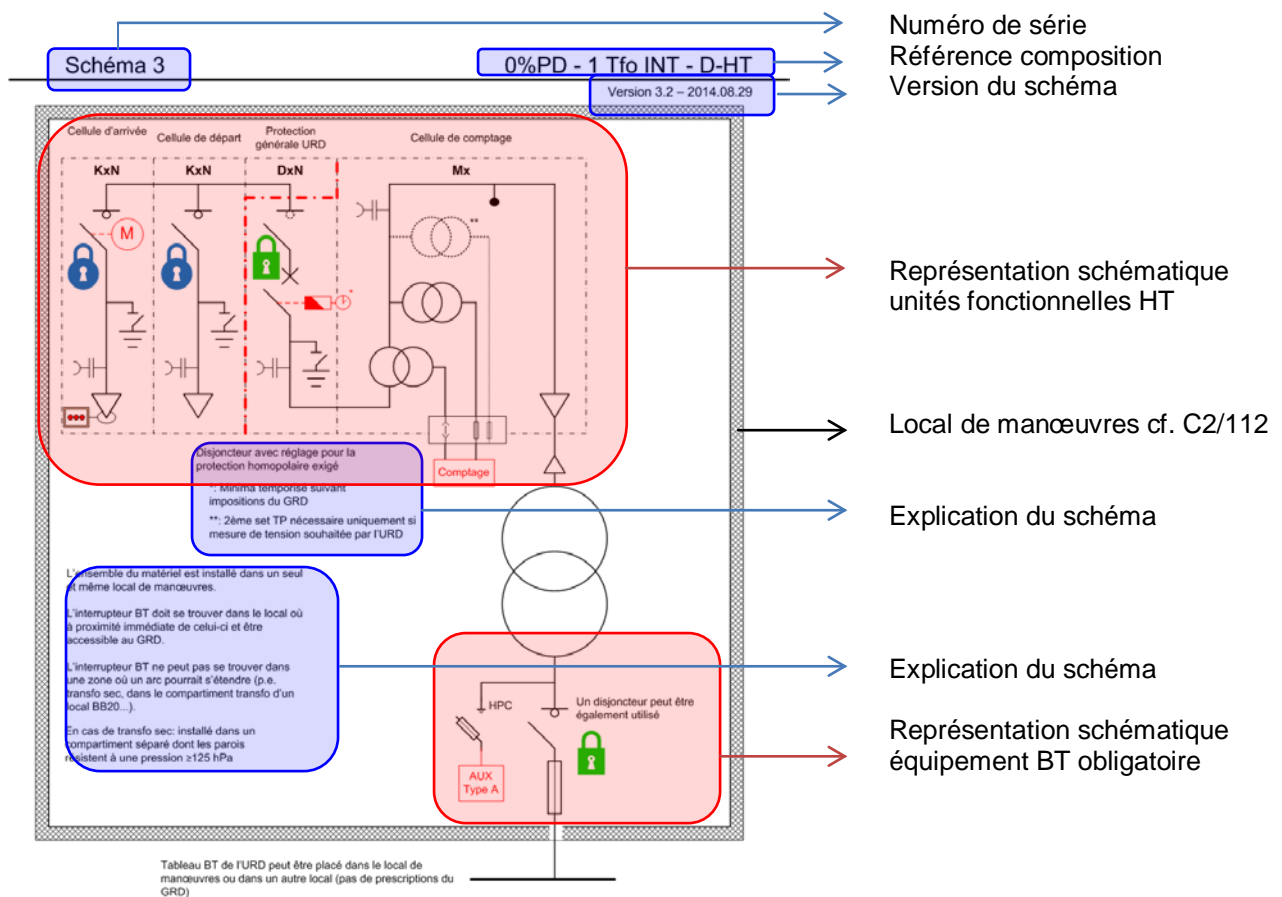 Numéro de série
Schéma 3
0%PD - 1 Tfo INT - D-HT
Référence composition
Version 3.2 – 2014.08.29
Version du schéma
Cellule d'arrivée
Cellule de départ
Protection
générale URD
Cellule de comptage
KxN
KxN
DxN
Mx
M
**
*
Représentation schématique
unités fonctionnelles HT
Local de manœuvres cf. C2/112
Comptage
Disjoncteur avec réglage pour la
protection homopolaire exigé
*: Minima temporisé suivant
impositions du GRD
**: 2ème set TP nécessaire uniquement si
mesure de tension souhaitée par l'URD
Explication du schéma
L'ensemble du matériel est installé dans un seul
et même local de manœuvres.
L'interrupteur BT doit se trouver dans le local où
à proximité immédiate de celui-ci et être
accessible au GRD.
L'interrupteur BT ne peut pas se trouver dans
une zone où un arc pourrait s'étendre (p.e.
transfo sec, dans le compartiment transfo d'un
local BB20...).
En cas de transfo sec: installé dans un
compartiment séparé dont les parois
résistent à une pression ≥125 hPa
Explication du schéma
HPC
Un disjoncteur peut être
également utilisé
AUX
Type A
Représentation schématique
équipement BT obligatoire
Tableau BT de l'URD peut être placé dans le local de
manœuvres ou dans un autre local (pas de prescriptions du
GRD)